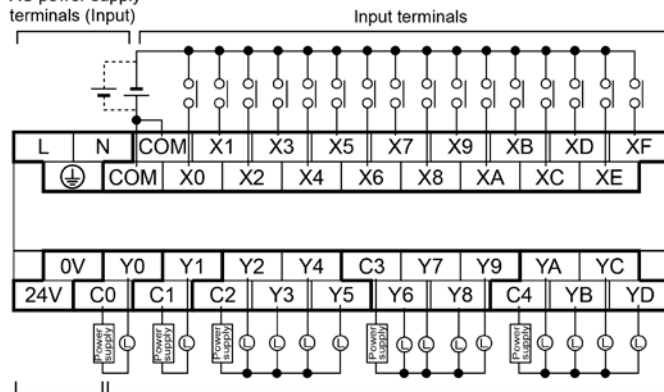 terminals (Input)
Input terminals
L N COM X1 X3 X5 X7 X9 XB XD XF
COM X0 X2 X4 X6 X8 XA XC XE
0V Y0 Y1 Y2 Y4 C3 Y7 Y9 YA YC
24V C0 C1 C2 Y3 Y5 Y6 Y8 C4 YB YD
Power supply L Power supply L Power supply L L L L Power supply L L L L Power supply L L L L